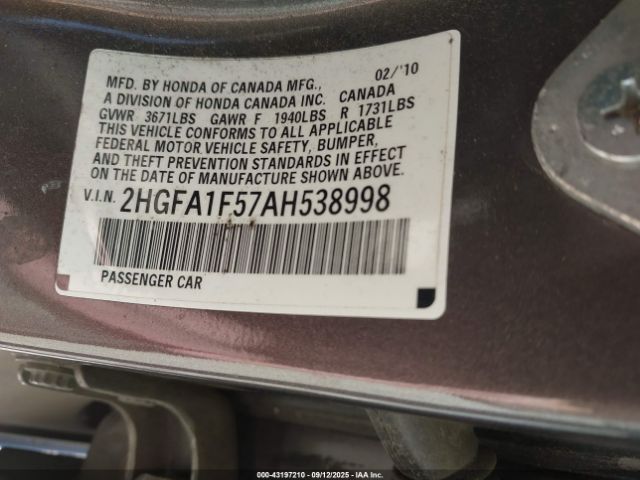 MFD. BY HONDA OF CANADA MFG., 02/'10
A DIVISION OF HONDA CANADA INC. CANADA
GVWR 3671LBS GAWR F 1940LBS R 1731LBS
THIS VEHICLE CONFORMS TO ALL APPLICABLE
FEDERAL MOTOR VEHICLE SAFETY, BUMPER,
AND THEFT PREVENTION STANDARDS IN EFFECT
ON THE DATE OF MANUFACTURE SHOWN ABOVE.
V.I.N. 2HGFA1F57AH538998
PASSENGER CAR
000-43197210 - 09/12/2025 - IAA Inc.